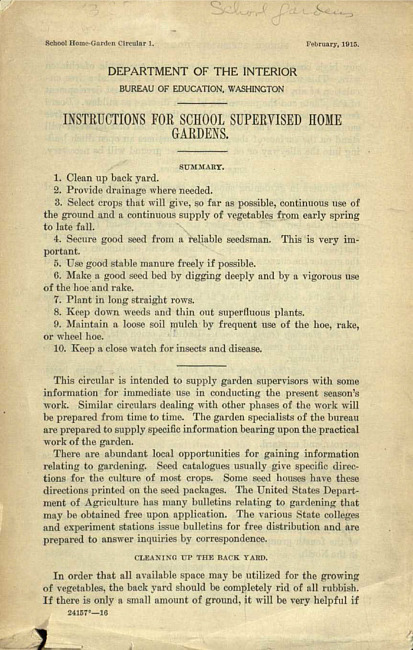 School Gardens
School Home-Garden Circular 1.
February, 1915.
DEPARTMENT OF THE INTERIOR
BUREAU OF EDUCATION, WASHINGTON
INSTRUCTIONS FOR SCHOOL SUPERVISED HOME
GARDENS.
SUMMARY.
1. Clean up back yard.
2. Provide drainage where needed.
3. Select crops that will give, so far as possible, continuous use of
the ground and a continuous supply of vegetables from early spring
to late fall.
4. Secure good seed from a reliable seedsman. This is very im-
portant.
5. Use good stable manure freely if possible.
6. Make a good seed bed by digging deeply and by a vigorous use
of the hoe and rake.
7. Plant in long straight rows.
8. Keep down weeds and thin out superfluous plants.
9. Maintain a loose soil mulch by frequent use of the hoe, rake,
or wheel hoe.
10. Keep a close watch for insects and disease.
This circular is intended to supply garden supervisors with some
information for immediate use in conducting the present season's
work. Similar circulars dealing with other phases of the work will
be prepared from time to time. The garden specialists of the bureau
are prepared to supply specific information bearing upon the practical
work of the garden.
There are abundant local opportunities for gaining information
relating to gardening. Seed catalogues usually give specific direc-
tions for the culture of most crops. Some seed houses have these
directions printed on the seed packages. The United States Depart-
ment of Agriculture has many bulletins relating to gardening that
may be obtained free upon application. The various State colleges
and experiment stations issue bulletins for free distribution and are
prepared to answer inquiries by correspondence.
CLEANING UP THE BACK YARD.
In order that all available space may be utilized for the growing
of vegetables, the back yard should be completely rid of all rubbish.
If there is only a small amount of ground, it will be very helpful if
24157°—16